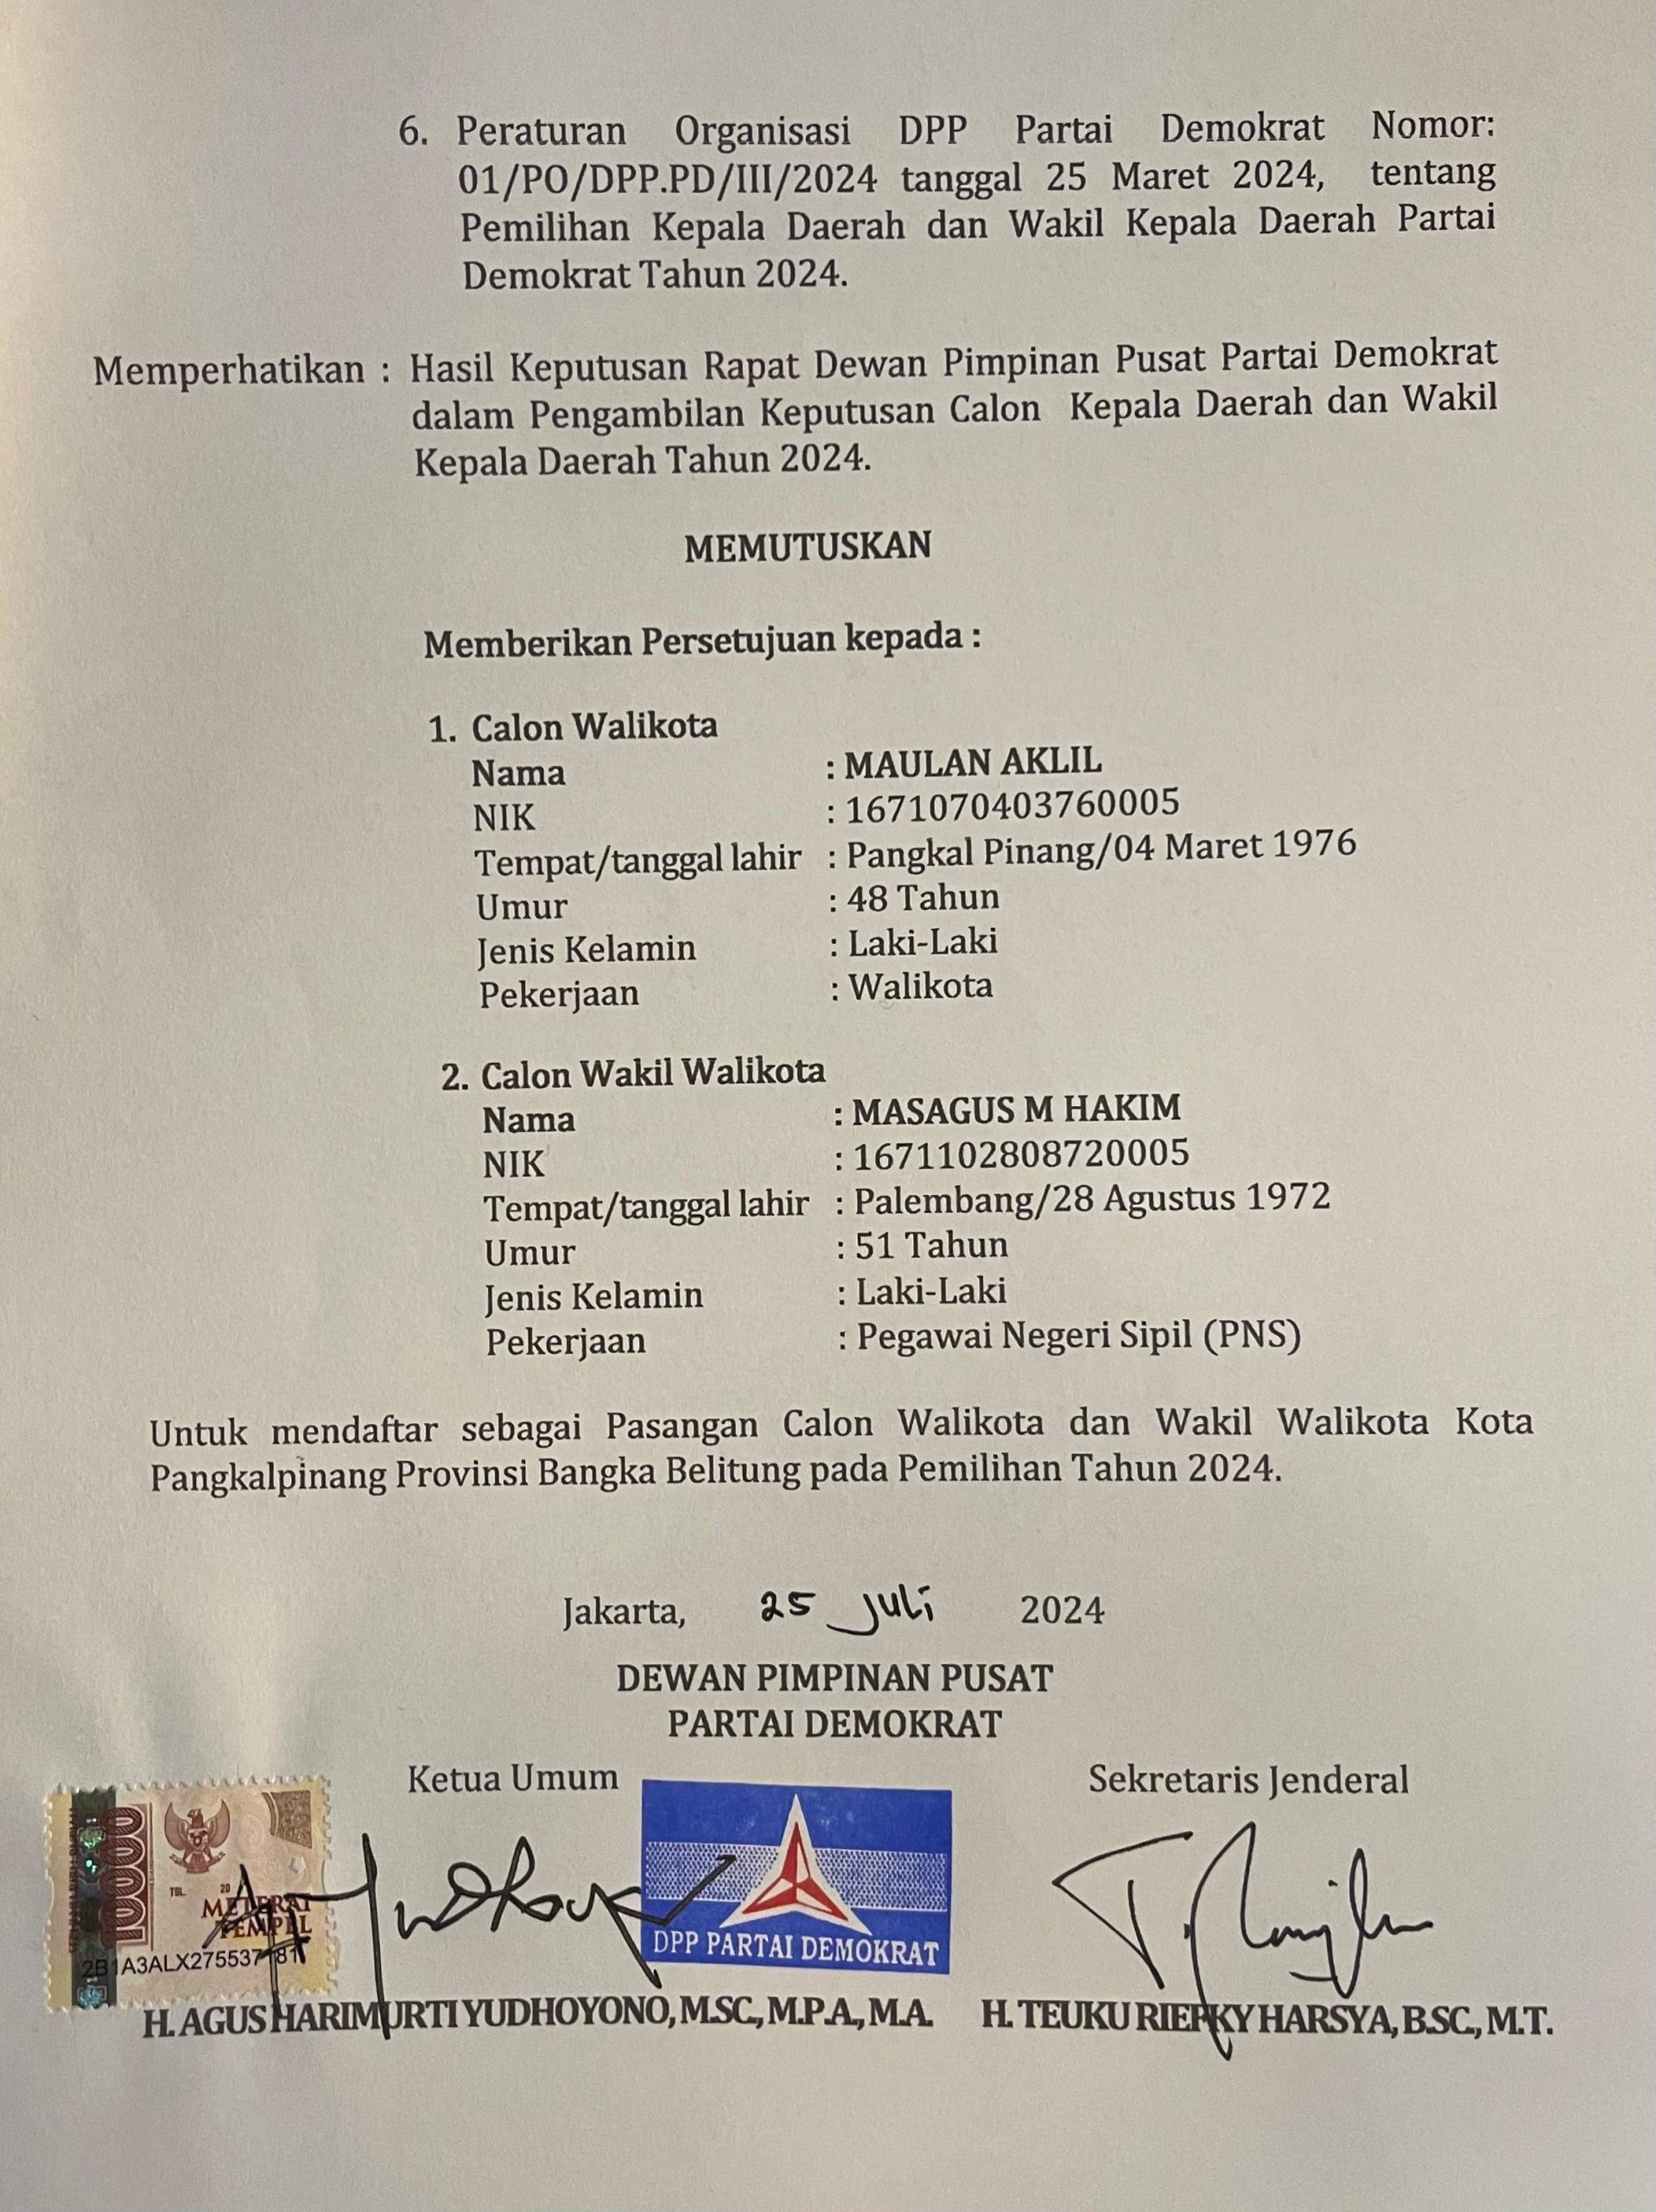 6. Peraturan Organisasi DPP Partai Demokrat Nomor:
01/PO/DPP.PD/III/2024 tanggal 25 Maret 2024, tentang
Pemilihan Kepala Daerah dan Wakil Kepala Daerah Partai
Demokrat Tahun 2024.
Memperhatikan : Hasil Keputusan Rapat Dewan Pimpinan Pusat Partai Demokrat
dalam Pengambilan Keputusan Calon Kepala Daerah dan Wakil
Kepala Daerah Tahun 2024.
MEMUTUSKAN
Memberikan Persetujuan kepada :
1. Calon Walikota
Nama : MAULAN AKLIL
NIK : 1671070403760005
Tempat/tanggal lahir : Pangkal Pinang/04 Maret 1976
Umur : 48 Tahun
Jenis Kelamin : Laki-Laki
Pekerjaan : Walikota
2. Calon Wakil Walikota
Nama : MASAGUS M HAKIM
NIK : 1671102808720005
Tempat/tanggal lahir : Palembang/28 Agustus 1972
Umur : 51 Tahun
Jenis Kelamin : Laki-Laki
Pekerjaan : Pegawai Negeri Sipil (PNS)
Untuk mendaftar sebagai Pasangan Calon Walikota dan Wakil Walikota Kota
Pangkalpinang Provinsi Bangka Belitung pada Pemilihan Tahun 2024.
Jakarta, 25 Juli 2024
DEWAN PIMPINAN PUSAT
PARTAI DEMOKRAT
Ketua Umum Sekretaris Jenderal
10000
TGL. 20
METERAI
TEMPEL
DPP PARTAI DEMOKRAT
H. AGUS HARIMURTI YUDHOYONO, M.SC., M.P.A., M.A. H. TEUKU RIEFKY HARSYA, B.SC., M.T.